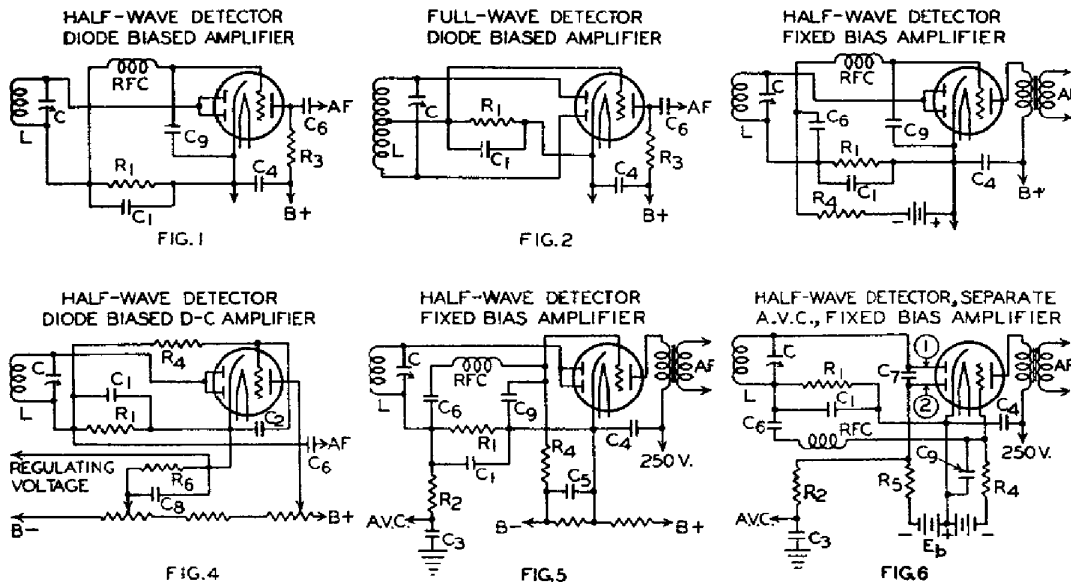 HALF-WAVE DETECTOR
DIODE BIASED AMPLIFIER
RFC
C
L
C9
R1
C1
C6
AF
R3
C4
B+
FIG.1
FULL-WAVE DETECTOR
DIODE BIASED AMPLIFIER
C
L
R1
C1
C6
AF
R3
C4
B+
FIG.2
HALF-WAVE DETECTOR
FIXED BIAS AMPLIFIER
RFC
C
L
C6
C9
R1
C1
R4
- +
C4
B+
AF
HALF-WAVE DETECTOR
DIODE BIASED D-C AMPLIFIER
R4
C
L
C1
R1
C2
AF
C6
REGULATING
VOLTAGE
R6
C8
B-
B+
FIG.4
HALF-WAVE DETECTOR
FIXED BIAS AMPLIFIER
C
L
RFC
C6
C9
R1
C1
R4
C4
AF
250 V.
R2
C5
A.V.C.
C3
B-
B+
FIG.5
HALF-WAVE DETECTOR, SEPARATE
A.V.C., FIXED BIAS AMPLIFIER
C
L
R1
C7
1
2
C1
C6
RFC
C4
AF
250 V.
C9
R2
R5
R4
A.V.C.
C3
- + -
Eb
FIG.6